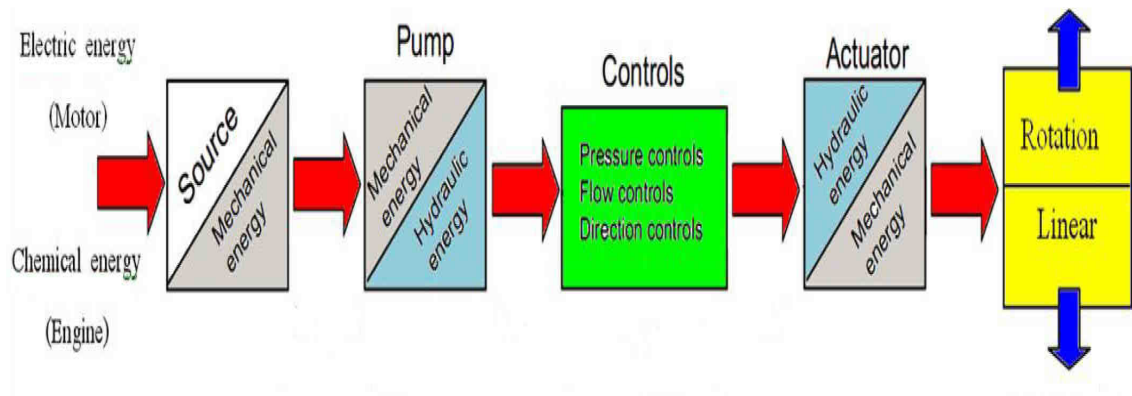 Electric energy
(Motor)
Chemical energy
(Engine)
Source
Mechanical
energy
Pump
Mechanical
energy
Hydraulic
energy
Controls
Pressure controls
Flow controls
Direction controls
Actuator
Hydraulic
energy
Mechanical
energy
Rotation
Linear